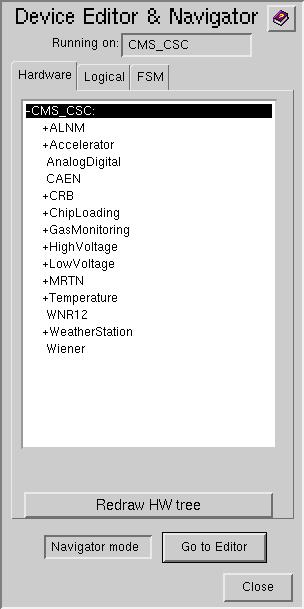 Device Editor & Navigator
Running on: CMS_CSC
Hardware Logical FSM
-CMS_CSC:
+ALNM
+Accelerator
AnalogDigital
CAEN
+CRB
+ChipLoading
+GasMonitoring
+HighVoltage
+LowVoltage
+MRTN
+Temperature
WNR12
+WeatherStation
Wiener
Redraw HW tree
Navigator mode Go to Editor
Close